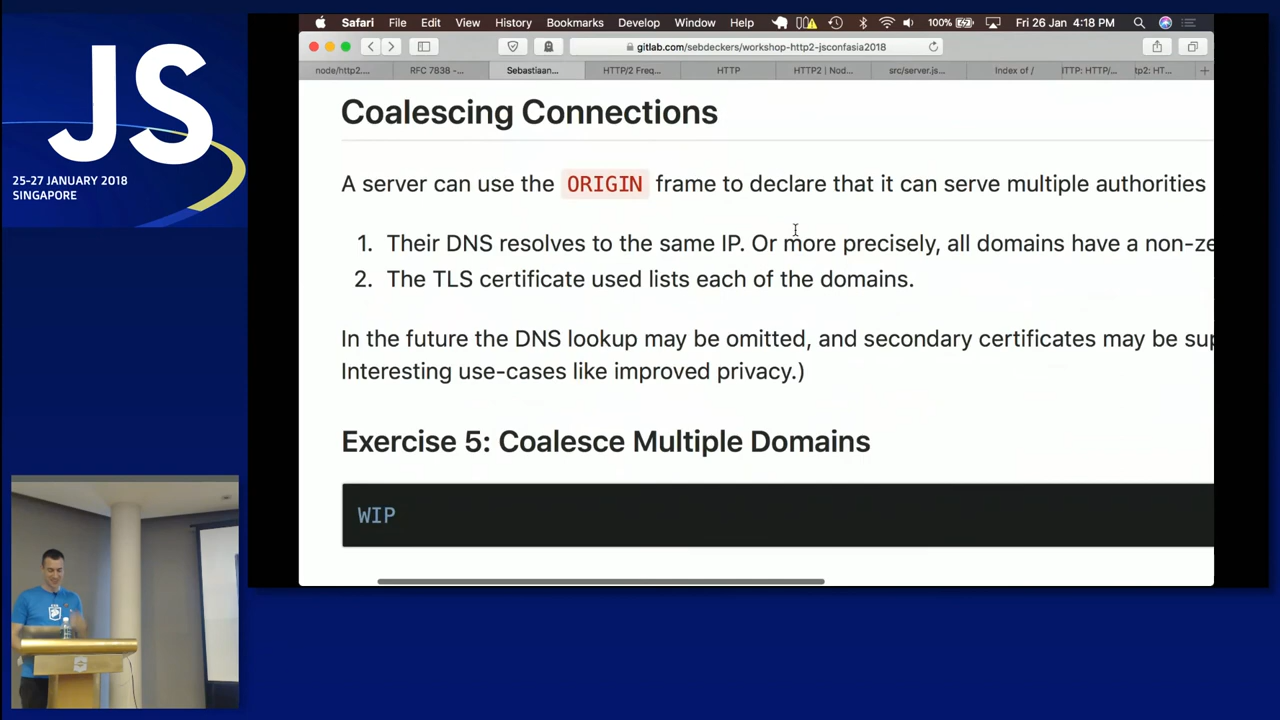 JS
25-27 JANUARY 2018
SINGAPORE
Safari File Edit View History Bookmarks Develop Window Help 100% Fri 26 Jan 4:18 PM
gitlab.com/sebdeckers/workshop-http2-jsconfasia2018
node/http2.... RFC 7838 -... Sebastiaan... HTTP/2 Freq... HTTP HTTP2 | Nod... src/server.js... Index of / ITTP: HTTP/... tp2: HT...
Coalescing Connections
A server can use the ORIGIN frame to declare that it can serve multiple authorities
1. Their DNS resolves to the same IP. Or more precisely, all domains have a non-ze
2. The TLS certificate used lists each of the domains.
In the future the DNS lookup may be omitted, and secondary certificates may be sup
Interesting use-cases like improved privacy.)
Exercise 5: Coalesce Multiple Domains
WIP